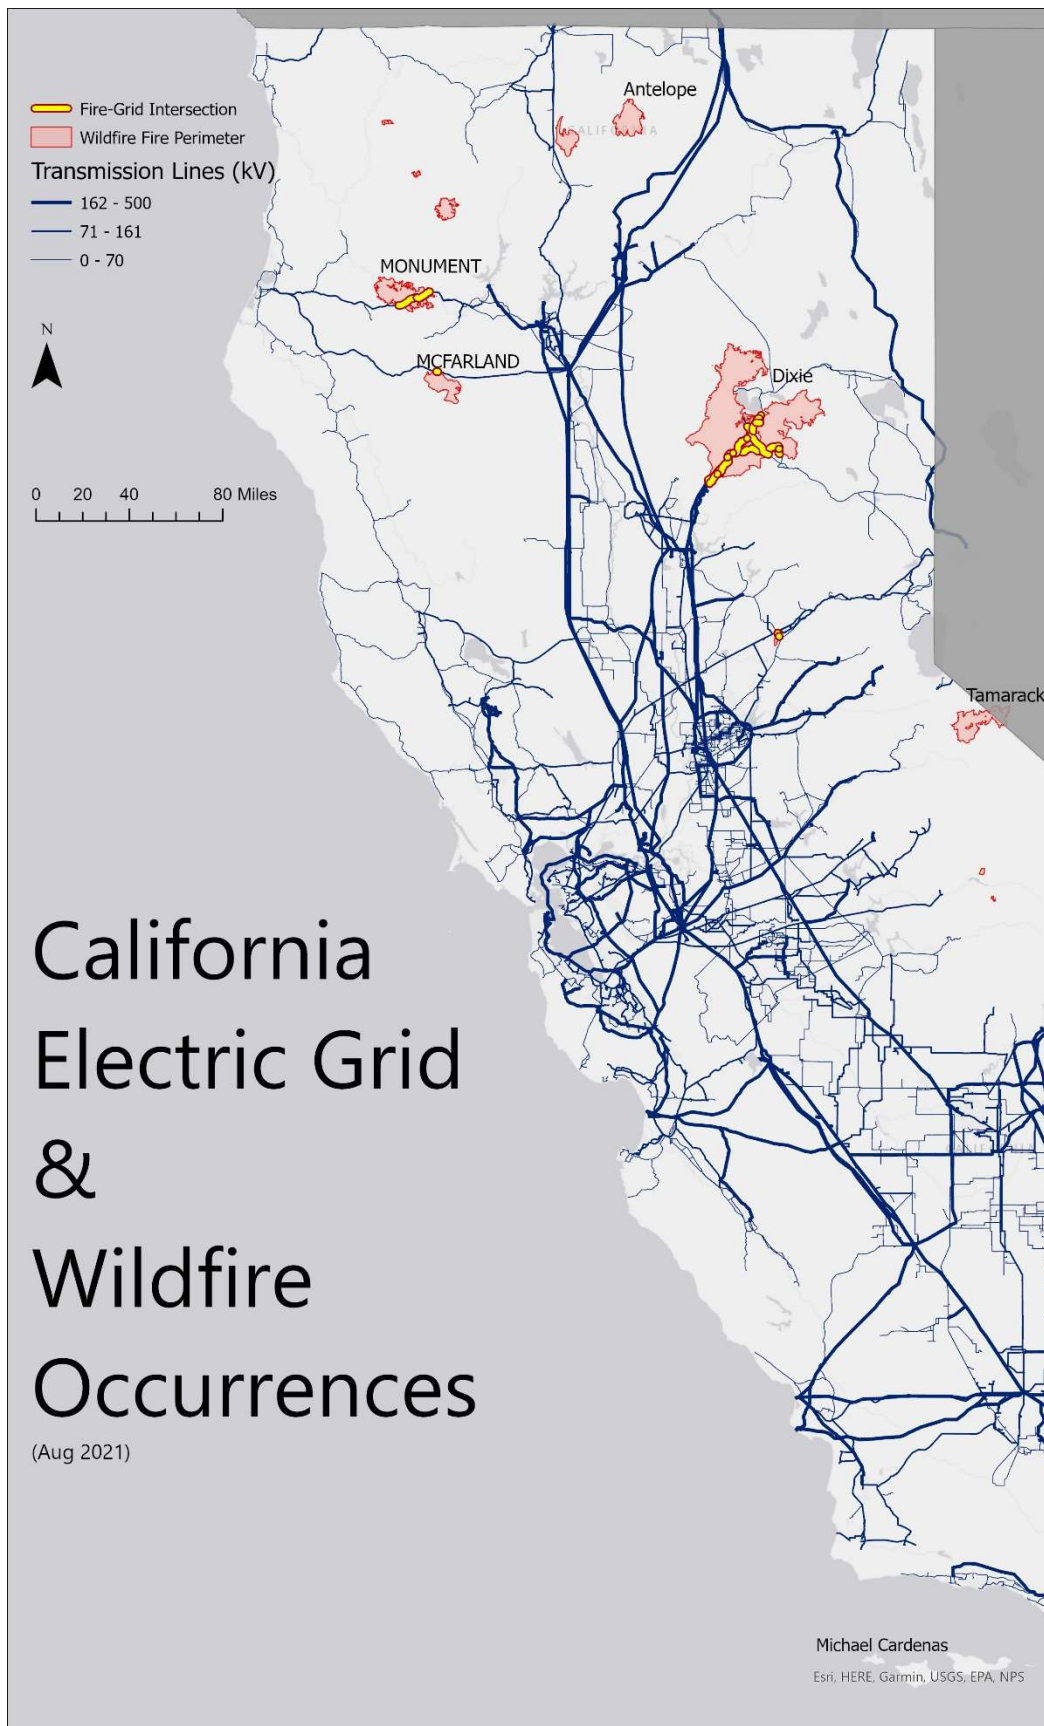 Antelope
CALIFORNIA
Fire-Grid Intersection
Wildfire Fire Perimeter
Transmission Lines (kV)
162 - 500
71 - 161
0 - 70
MONUMENT
N
MCFARLAND
Dixie
0 20 40 80 Miles
Tamarack
California
Electric Grid
&
Wildfire
Occurrences
(Aug 2021)
CALIFORNIA
Michael Cardenas
Esri, HERE, Garmin, USGS, EPA, NPS